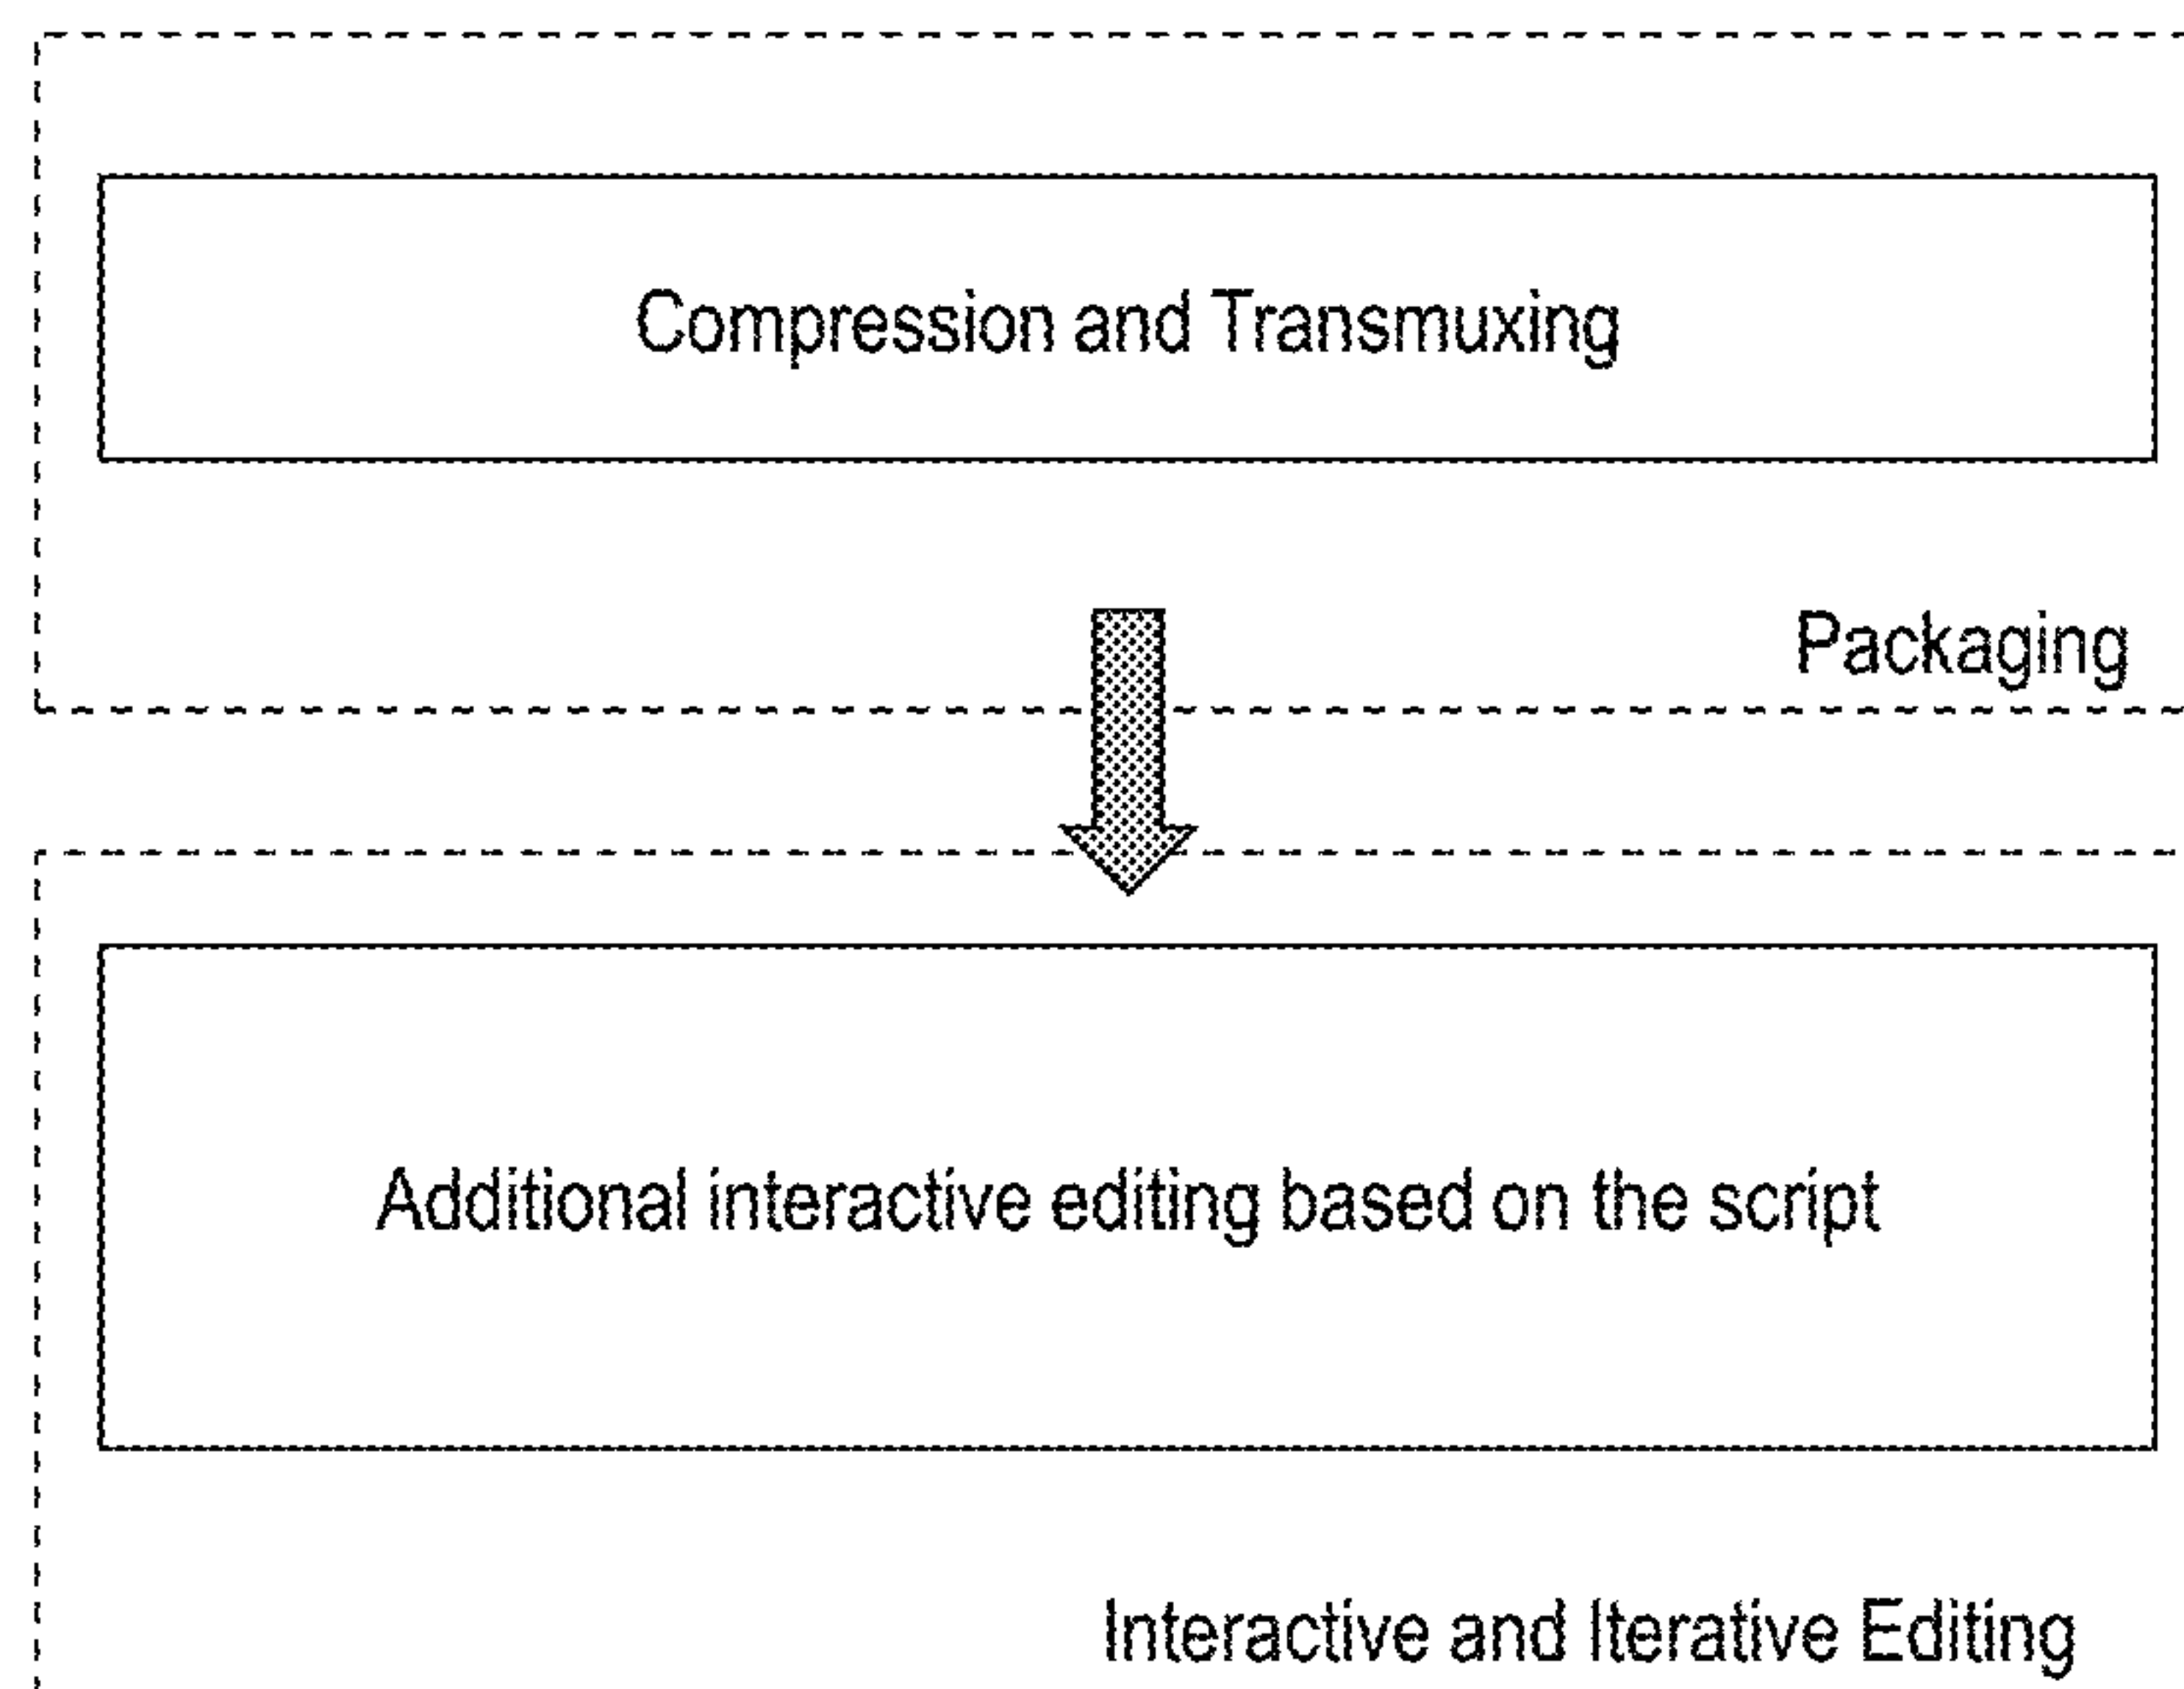 Compression and Transmuxing
Packaging
Additional interactive editing based on the script
Interactive and Iterative Editing